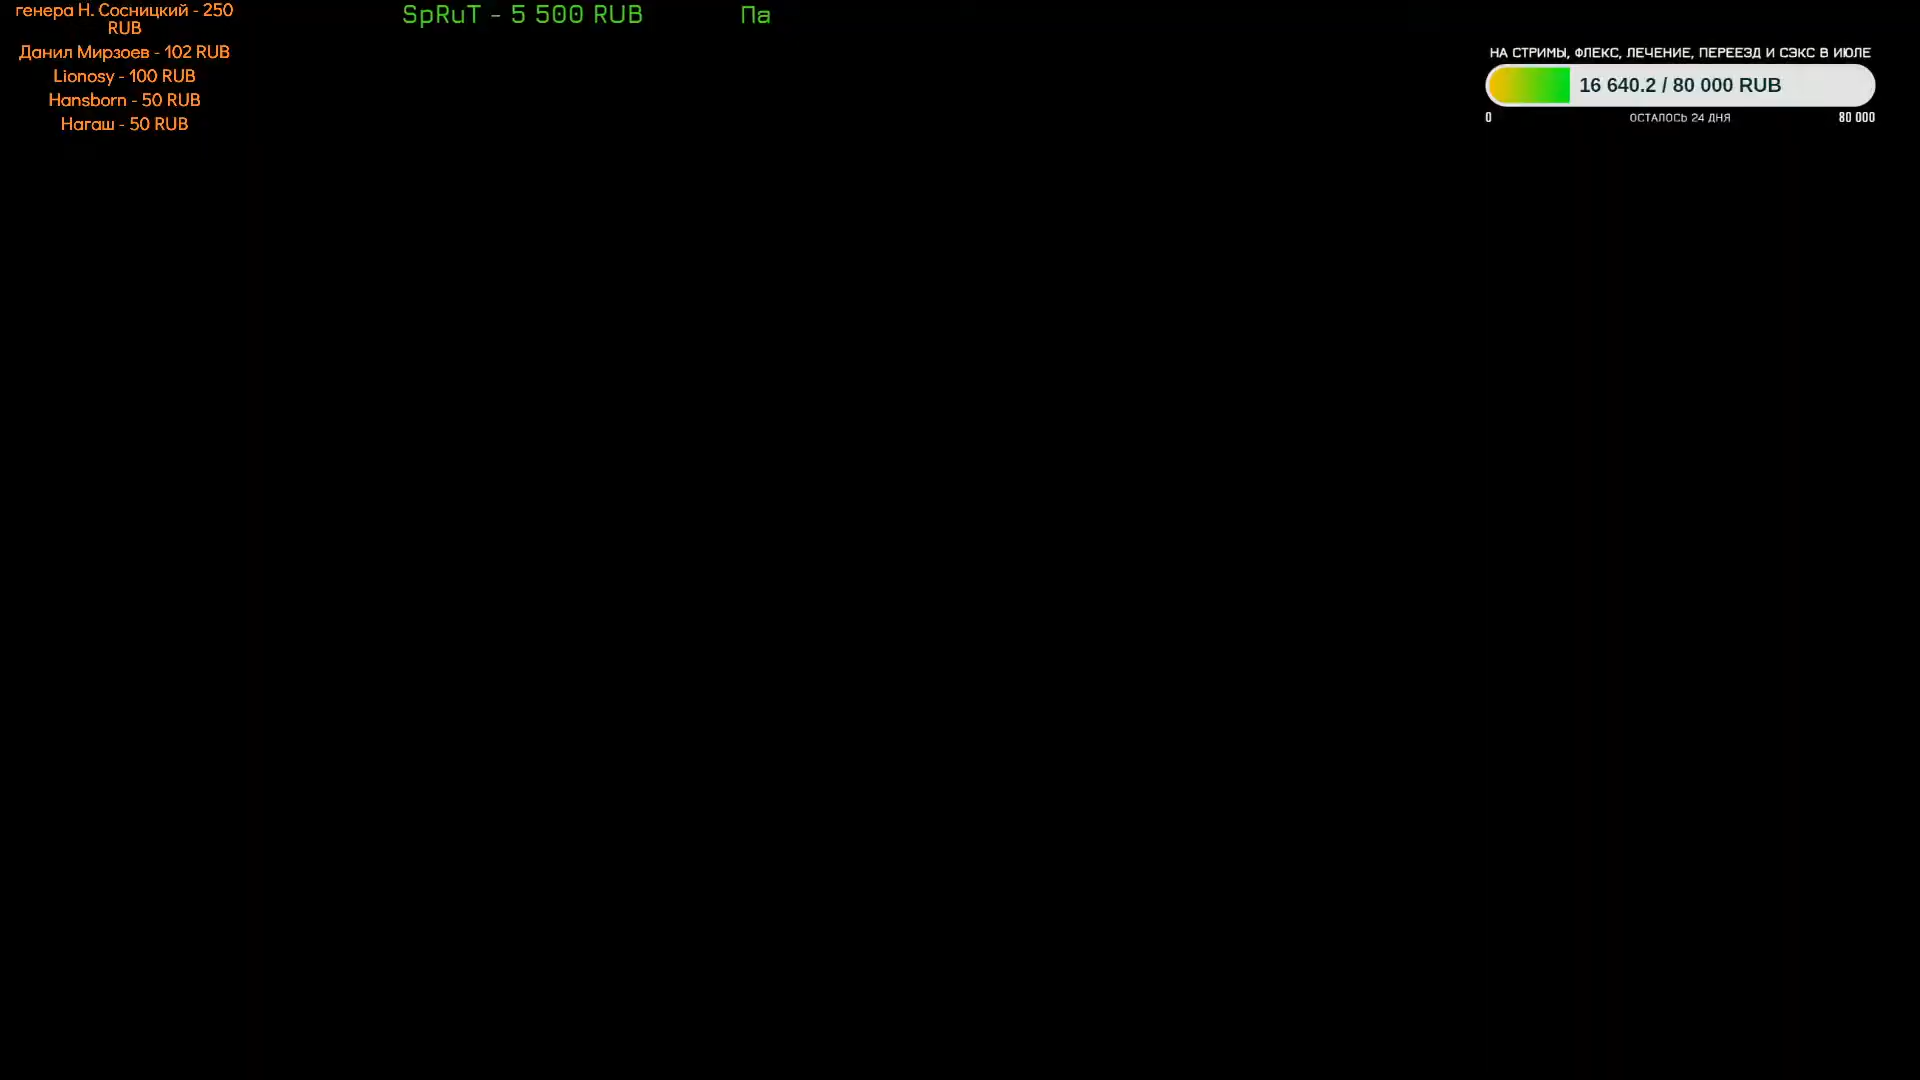 генера Н. Сосницкий - 250
RUB
Данил Мирзоев - 102 RUB
Lionosy - 100 RUB
Hansborn - 50 RUB
Нагаш - 50 RUB
SpRuT - 5 500 RUB Па
НА СТРИМЫ, ФЛЕКС, ЛЕЧЕНИЕ, ПЕРЕЕЗД И СЭКС В ИЮЛЕ
16 640.2 / 80 000 RUB
0 ОСТАЛОСЬ 24 ДНЯ 80 000